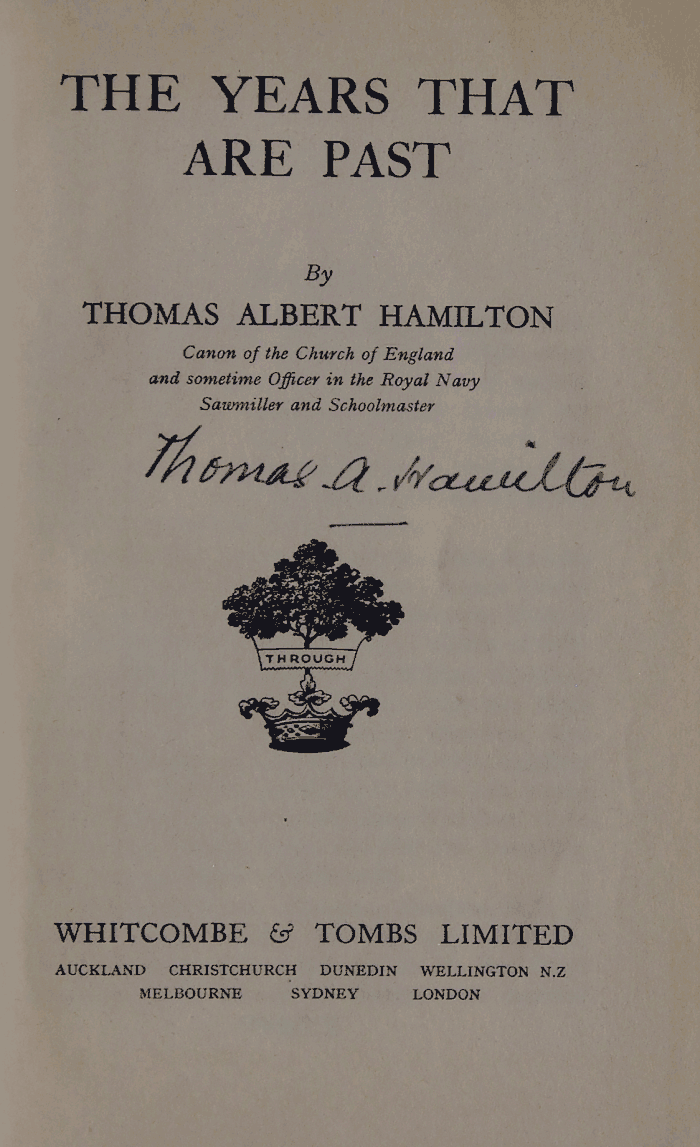 THE YEARS THAT
ARE PAST
By
THOMAS ALBERT HAMILTON
Canon of the Church of England
and sometime Officer in the Royal Navy
Sawmiller and Schoolmaster
Thomas A. Hamilton
THROUGH
WHITCOMBE & TOMBS LIMITED
AUCKLAND CHRISTCHURCH DUNEDIN WELLINGTON N.Z
MELBOURNE SYDNEY LONDON